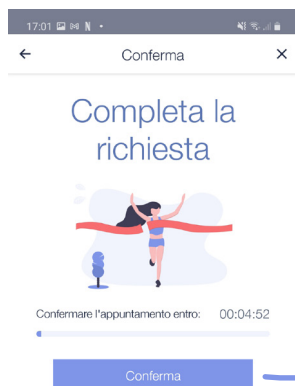 17:01
Conferma
Completa la
richiesta
Confermare l'appuntamento entro: 00:04:52
Conferma